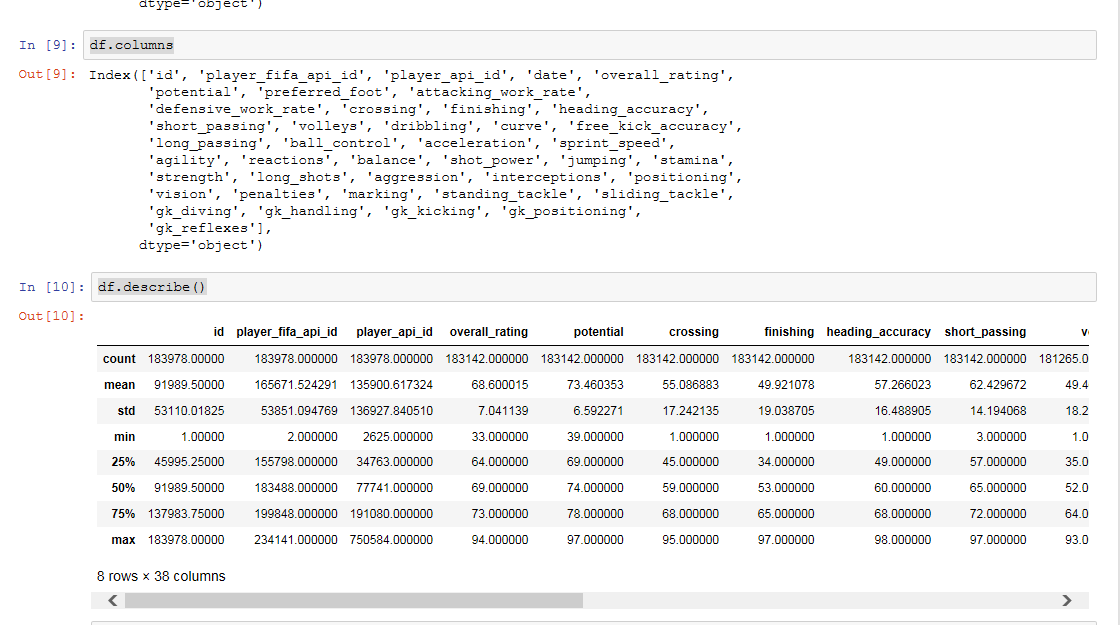 dtype='object')
In [9]: df.columns
Out[9]: Index(['id', 'player_fifa_api_id', 'player_api_id', 'date', 'overall_rating',
'potential', 'preferred_foot', 'attacking_work_rate',
'defensive_work_rate', 'crossing', 'finishing', 'heading_accuracy',
'short_passing', 'volleys', 'dribbling', 'curve', 'free_kick_accuracy',
'long_passing', 'ball_control', 'acceleration', 'sprint_speed',
'agility', 'reactions', 'balance', 'shot_power', 'jumping', 'stamina',
'strength', 'long_shots', 'aggression', 'interceptions', 'positioning',
'vision', 'penalties', 'marking', 'standing_tackle', 'sliding_tackle',
'gk_diving', 'gk_handling', 'gk_kicking', 'gk_positioning',
'gk_reflexes'],
dtype='object')
In [10]: df.describe()
Out[10]:
id player_fifa_api_id player_api_id overall_rating potential crossing finishing heading_accuracy short_passing v
count 183978.00000 183978.000000 183978.000000 183142.000000 183142.000000 183142.000000 183142.000000 183142.000000 183142.000000 181265.0
mean 91989.50000 165671.524291 135900.617324 68.600015 73.460353 55.086883 49.921078 57.266023 62.429672 49.4
std 53110.01825 53851.094769 136927.840510 7.041139 6.592271 17.242135 19.038705 16.488905 14.194068 18.2
min 1.00000 2.000000 2625.000000 33.000000 39.000000 1.000000 1.000000 1.000000 3.000000 1.0
25% 45995.25000 155798.000000 34763.000000 64.000000 69.000000 45.000000 34.000000 49.000000 57.000000 35.0
50% 91989.50000 183488.000000 77741.000000 69.000000 74.000000 59.000000 53.000000 60.000000 65.000000 52.0
75% 137983.75000 199848.000000 191080.000000 73.000000 78.000000 68.000000 65.000000 68.000000 72.000000 64.0
max 183978.00000 234141.000000 750584.000000 94.000000 97.000000 95.000000 97.000000 98.000000 97.000000 93.0
8 rows × 38 columns